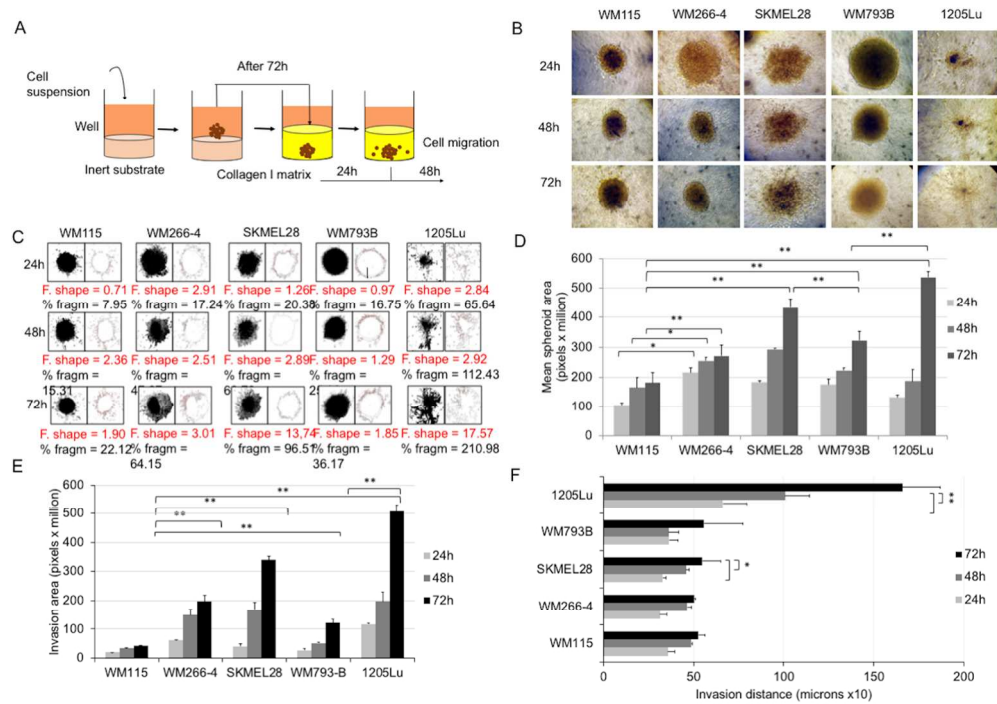 A
After 72h
Cell
suspension
Well
Inert substrate
Collagen I matrix
24h
Cell migration
48h
B
WM115 WM266-4 SKMEL28 WM793B 1205Lu
24h
48h
72h
C
WM115 WM266-4 SKMEL28 WM793B 1205Lu
24h
F. shape = 0.71 F. shape = 2.91 F. shape = 1.26 F. shape = 0.97 F. shape = 2.84
% fragm = 7.95 % fragm = 17.24 % fragm = 20.38 % fragm = 16.75 % fragm = 65.64
48h
F. shape = 2.36 F. shape = 2.51 F. shape = 2.89 F. shape = 1.29 F. shape = 2.92
% fragm = % fragm = % fragm = % fragm = % fragm =
15.31 112.43
72h
F. shape = 1.90 F. shape = 3.01 F. shape = 13,74 F. shape = 1.85 F. shape = 17.57
% fragm = 22.12 % fragm = % fragm = 96.51 % fragm = % fragm = 210.98
64.15 36.17
D
Mean spheroid area
(pixels x million)
600
500
400
300
200
100
0
** ** ** ** ** ** * *
24h
48h
72h
WM115 WM266-4 SKMEL28 WM793B 1205Lu
E
Invasion area (pixels x million)
600
500
400
300
200
100
0
** ** ** ** **
24h
48h
72h
WM115 WM266-4 SKMEL28 WM793-B 1205Lu
F
1205Lu
WM793B
SKMEL28
WM266-4
WM115
* *
*
72h
48h
24h
0 50 100 150 200
Invasion distance (microns x10)